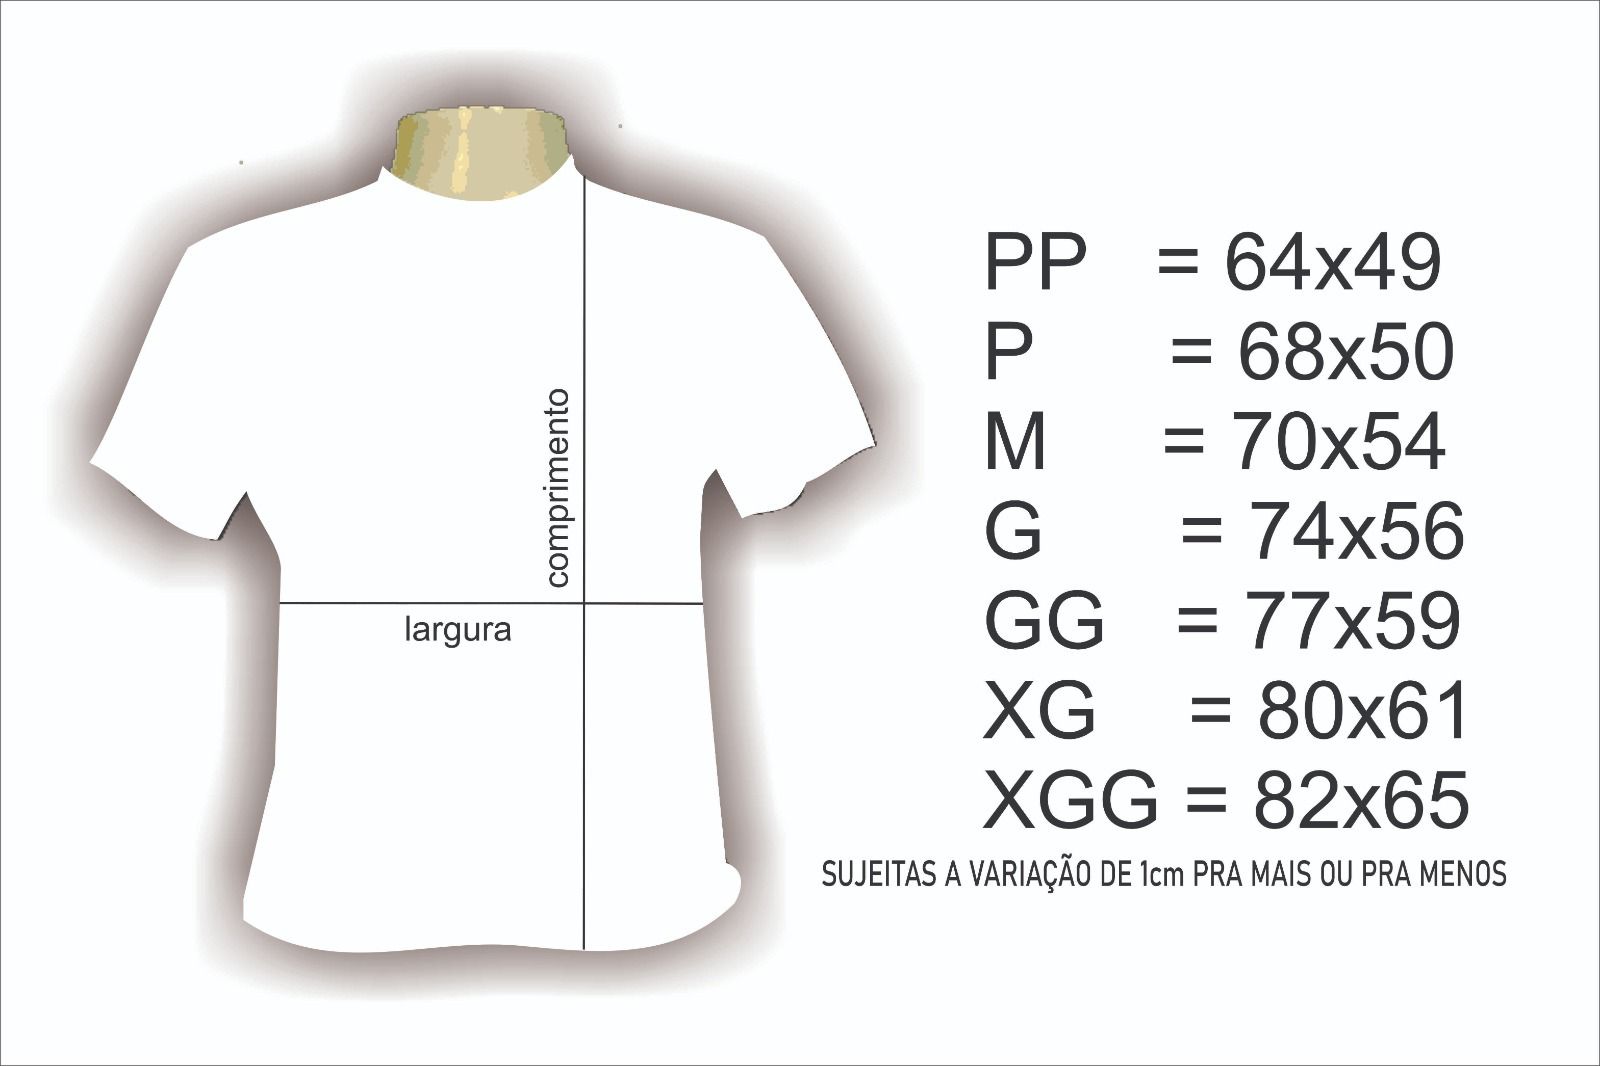 comprimento
largura
PP = 64x49
P = 68x50
M = 70x54
G = 74x56
GG = 77x59
XG = 80x61
XGG = 82x65
SUJEITAS A VARIAÇÃO DE 1cm PRA MAIS OU PRA MENOS